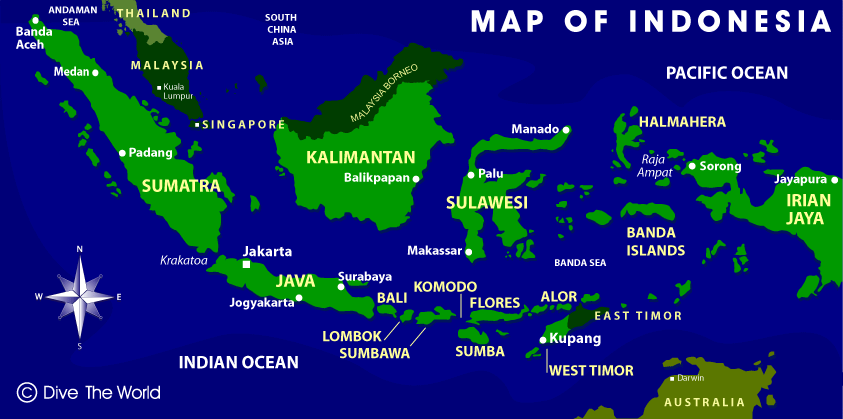 MAP OF INDONESIA
ANDAMAN
SEA
THAILAND
SOUTH
CHINA
ASIA
Banda
Aceh
MALAYSIA
PACIFIC OCEAN
Medan
Kuala
Lumpur
MALAYSIA BORNEO
SINGAPORE
HALMAHERA
Manado
Padang
KALIMANTAN
Raja
Ampat
Sorong
SUMATRA
Balikpapan
Palu
Jayapura
SULAWESI
IRIAN
JAYA
BANDA
ISLANDS
Krakatoa
Jakarta
Makassar
BANDA SEA
N
W
E
S
JAVA
Surabaya
KOMODO
Jogyakarta
BALI
FLORES
ALOR
EAST TIMOR
LOMBOK
SUMBAWA
SUMBA
Kupang
INDIAN OCEAN
WEST TIMOR
Darwin
AUSTRALIA
© Dive The World